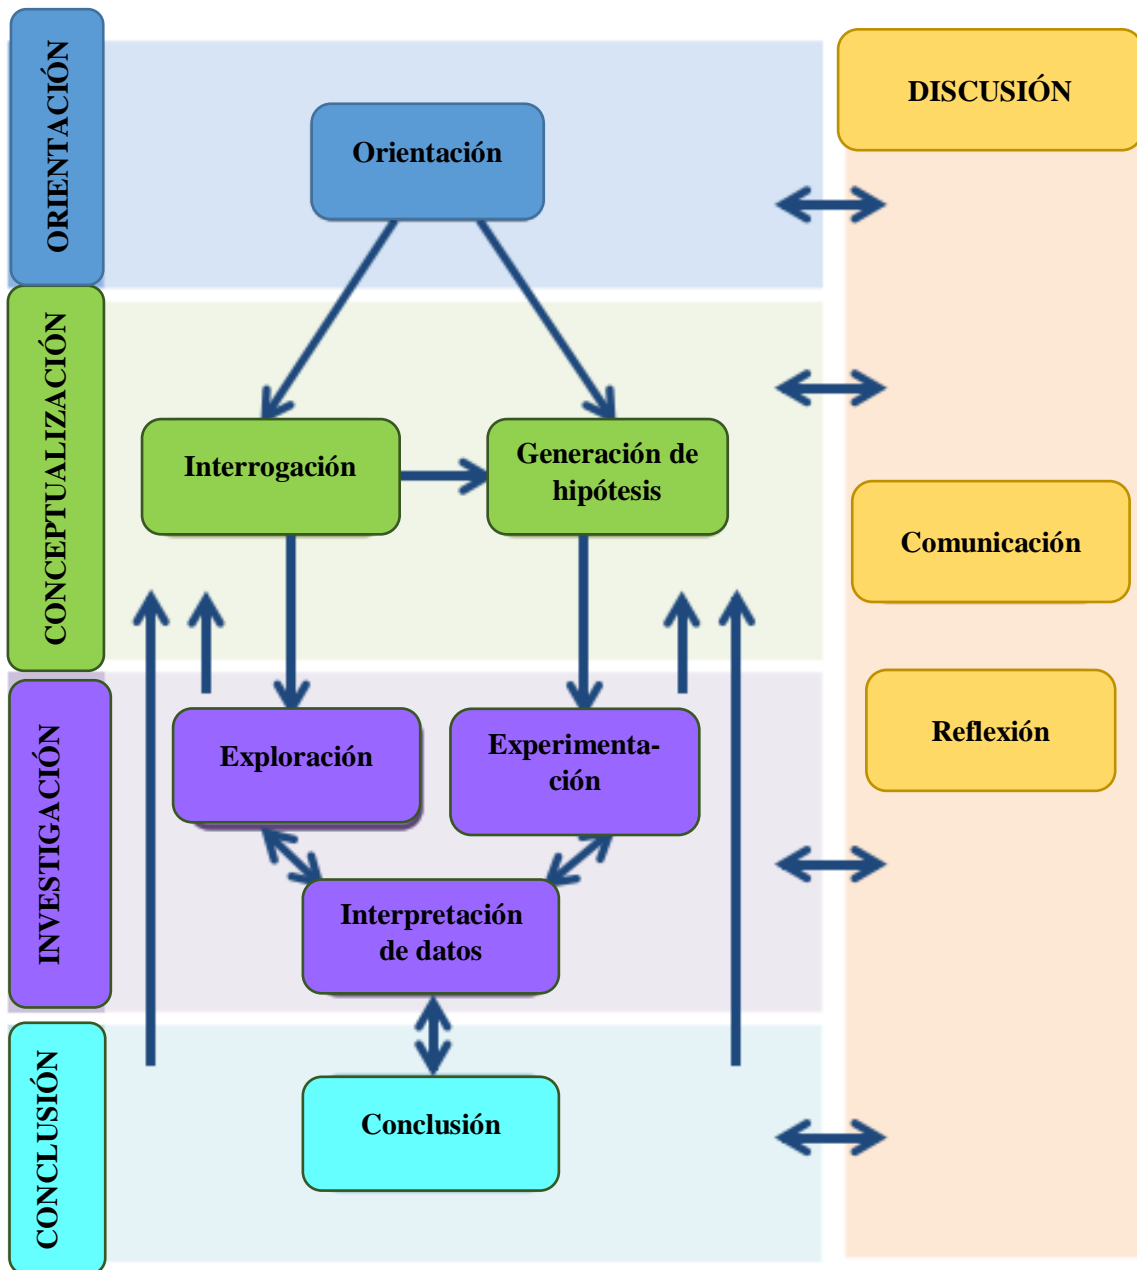 ORIENTACIÓN
DISCUSIÓN
Orientación
CONCEPTUALIZACIÓN
Interrogación
Generación de
hipótesis
Comunicación
INVESTIGACIÓN
Exploración
Experimenta-
ción
Reflexión
Interpretación
de datos
CONCLUSIÓN
Conclusión